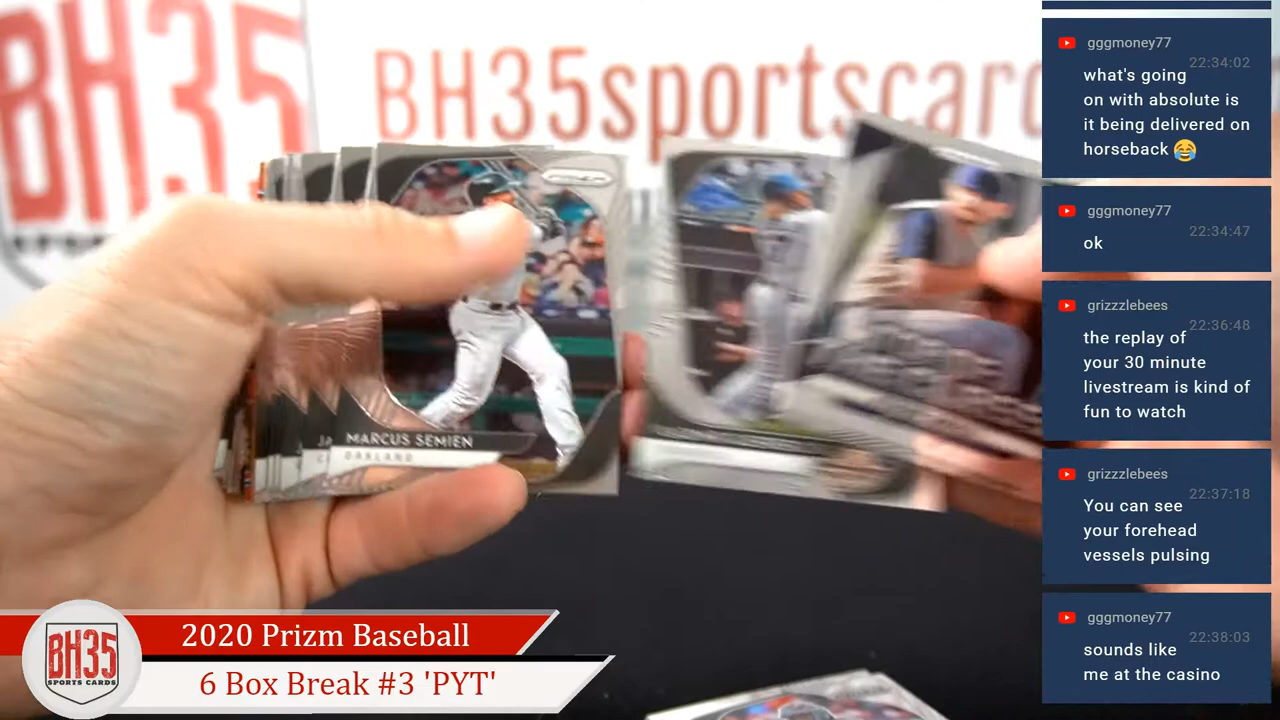 BH35
SPORTS
BH35sportscard
PRIZM
MARCUS SEMIEN
OAKLAND
BH35
SPORTS CARDS
2020 Prizm Baseball
6 Box Break #3 'PYT'
gggmoney77
22:34:02
what's going
on with absolute is
it being delivered on
horseback 😂
gggmoney77
22:34:47
ok
grizzzlebees
22:36:48
the replay of
your 30 minute
livestream is kind of
fun to watch
grizzzlebees
22:37:18
You can see
your forehead
vessels pulsing
gggmoney77
22:38:03
sounds like
me at the casino